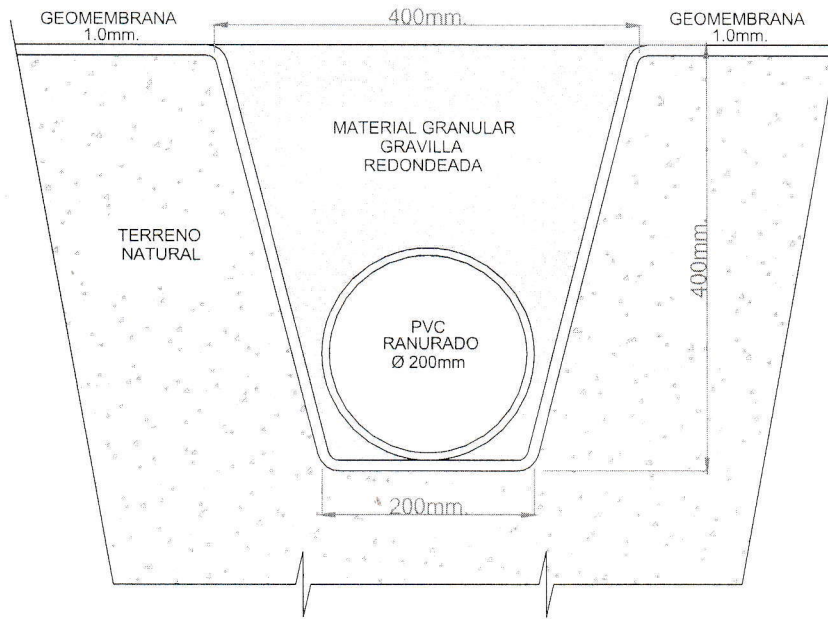 GEOMEMBRANA
1.0mm.
400mm.
GEOMEMBRANA
1.0mm.
MATERIAL GRANULAR
GRAVILLA
REDONDEADA
TERRENO
NATURAL
400mm.
PVC
RANURADO
Ø 200mm
200mm.